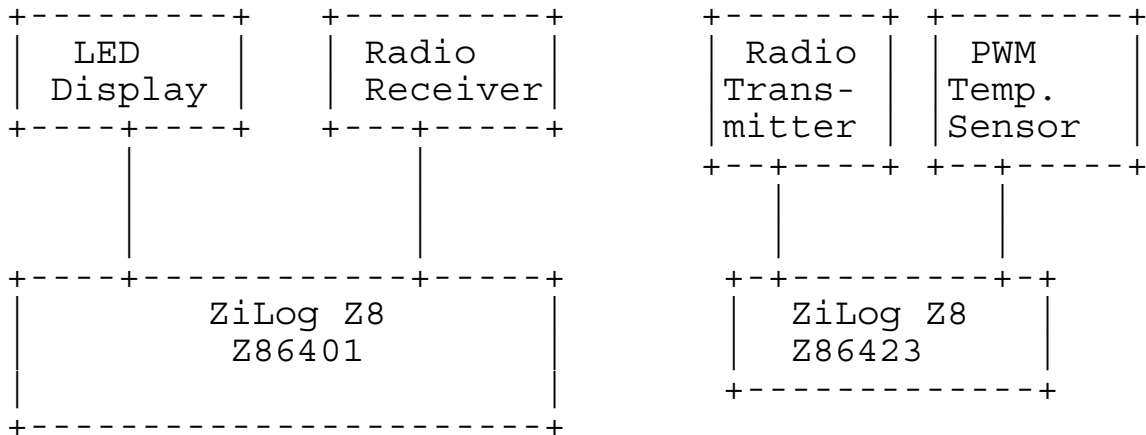 LED
Display
Radio
Receiver
Radio
Trans-
mitter
PWM
Temp.
Sensor
ZiLog Z8
Z86401
ZiLog Z8
Z86423